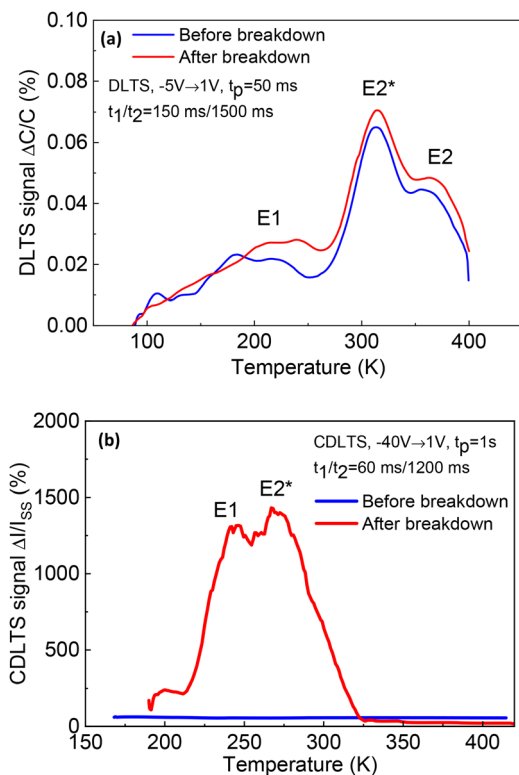 (a)
Before breakdown
After breakdown
DLTS, -5V→1V, tp=50 ms
t1/t2=150 ms/1500 ms
E2*
E2
E1
0.10
0.08
0.06
0.04
0.02
0.00
DLTS signal ΔC/C (%)
100 150 200 250 300 350 400
Temperature (K)
(b)
CDLTS, -40V→1V, tp=1s
t1/t2=60 ms/1200 ms
Before breakdown
After breakdown
E1
E2*
2000
1500
1000
500
0
CDLTS signal ΔI/ISS (%)
150 200 250 300 350 400
Temperature (K)